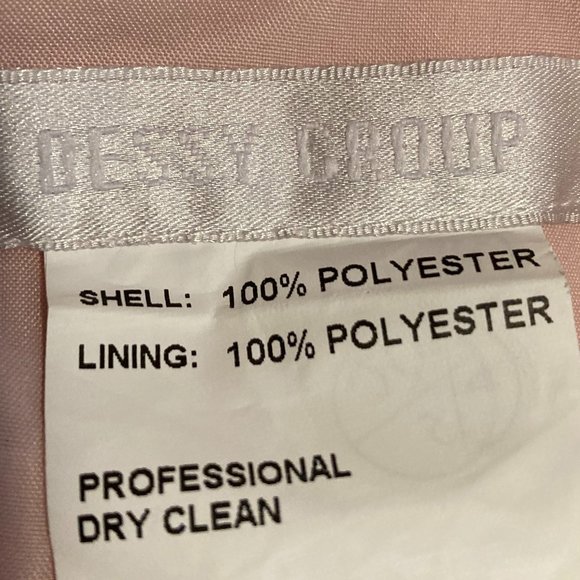 DESSY GROUP
SHELL: 100% POLYESTER
LINING: 100% POLYESTER
PROFESSIONAL
DRY CLEAN